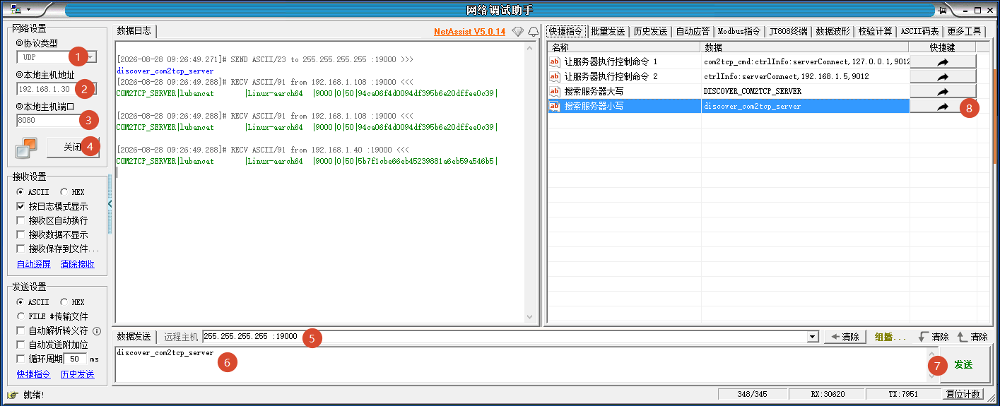 网络调试助手
网络设置
协议类型
UDP
1
本地主机地址
192.168.1.30
2
本地主机端口
8080
3
关闭
4
接收设置
ASCII HEX
按日志模式显示
接收区自动换行
接收数据不显示
接收保存到文件...
自动滚屏 清除接收
发送设置
ASCII HEX
FILE #传输文件
自动解析转义符
自动发送附加位
循环周期 50 ms
快捷指令 历史发送
就绪!
数据日志
NetAssist V5.0.14
[2026-08-28 09:26:49.271]# SEND ASCII/23 to 255.255.255.255 :19000 >>>
discover_com2tcp_server
[2026-08-28 09:26:49.288]# RECV ASCII/91 from 192.168.1.108 :19000 <<<
COM2TCP_SERVER|lubancat |Linux-aarch64 |9000|0|50|94ca06f4d0094df395b6e20dffee0c39|
[2026-08-28 09:26:49.288]# RECV ASCII/91 from 192.168.1.108 :19000 <<<
COM2TCP_SERVER|lubancat |Linux-aarch64 |9000|0|50|94ca06f4d0094df395b6e20dffee0c39|
[2026-08-28 09:26:49.288]# RECV ASCII/91 from 192.168.1.40 :19000 <<<
COM2TCP_SERVER|lubancat |Linux-aarch64 |9000|0|50|5b7f1cbe66eb45239881a6eb59a546b5|
数据发送 远程主机 255.255.255.255 :19000 5 清除 组播... 清除 清除
discover_com2tcp_server
6
7
发送
快捷指令 批量发送 历史发送 自动应答 Modbus指令 JT808终端 数据波形 校验计算 ASCII码表 更多工具
名称 数据 快捷键
ab 让服务器执行控制命令 1 com2tcp_cmd:ctrlInfo:serverConnect,127.0.0.1,9012
ab 让服务器执行控制命令 2 ctrlInfo:serverConnect,192.168.1.5,9012
ab 搜索服务器大写 DISCOVER_COM2TCP_SERVER
ab 搜索服务器小写 discover_com2tcp_server
8
348/345 RX:30620 TX:7951 复位计数